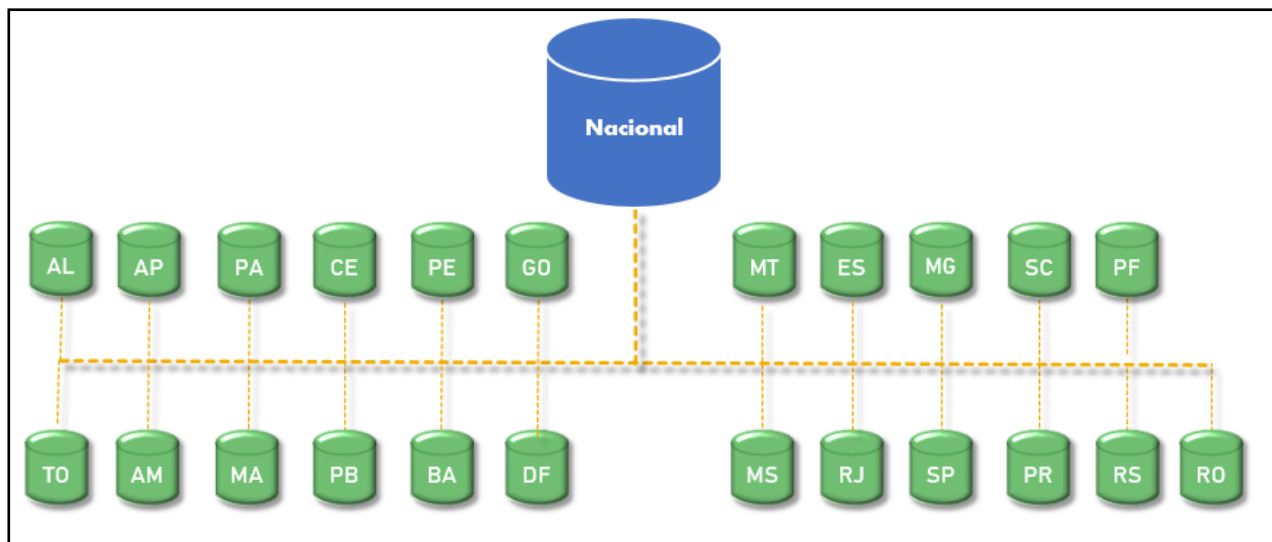 Nacional
AL AP PA CE PE GO MT ES MG SC PF
TO AM MA PB BA DF MS RJ SP PR RS RO